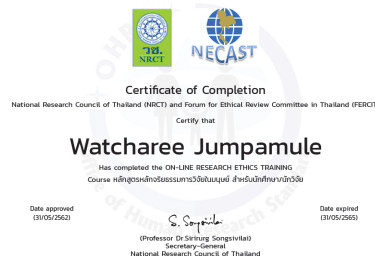 วช.
NRCT
NECAST
Certificate of Completion
National Research Council of Thailand (NRCT) and Forum for Ethical Review Committee in Thailand (FERCIT
Certify that
Watcharee Jumpamule
Has completed the ON-LINE RESEARCH ETHICS TRAINING
Course หลักสูตรหลักจริยธรรมการวิจัยในมนุษย์ สำหรับนักศึกษา/นักวิจัย
Date approved
(31/05/2562)
Date expired
(31/05/2565)
(Professor Dr.Sirirurg Songsivilai)
Secretary-General
National Research Council of Thailand